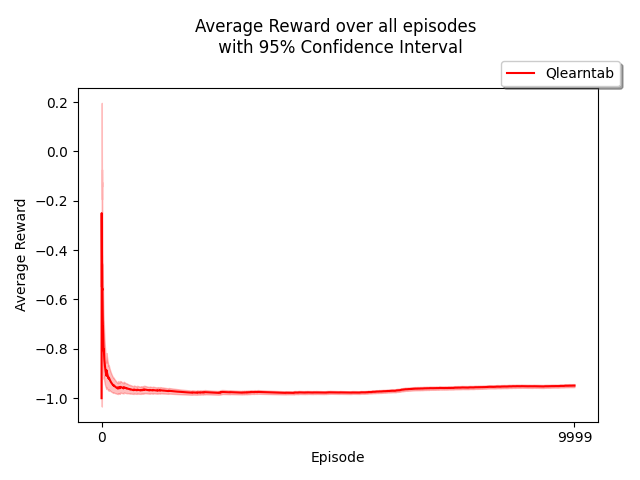 Average Reward over all episodes
with 95% Confidence Interval
Qlearntab
0.2
0.0
−0.2
−0.4
−0.6
−0.8
−1.0
Average Reward
0 9999
Episode